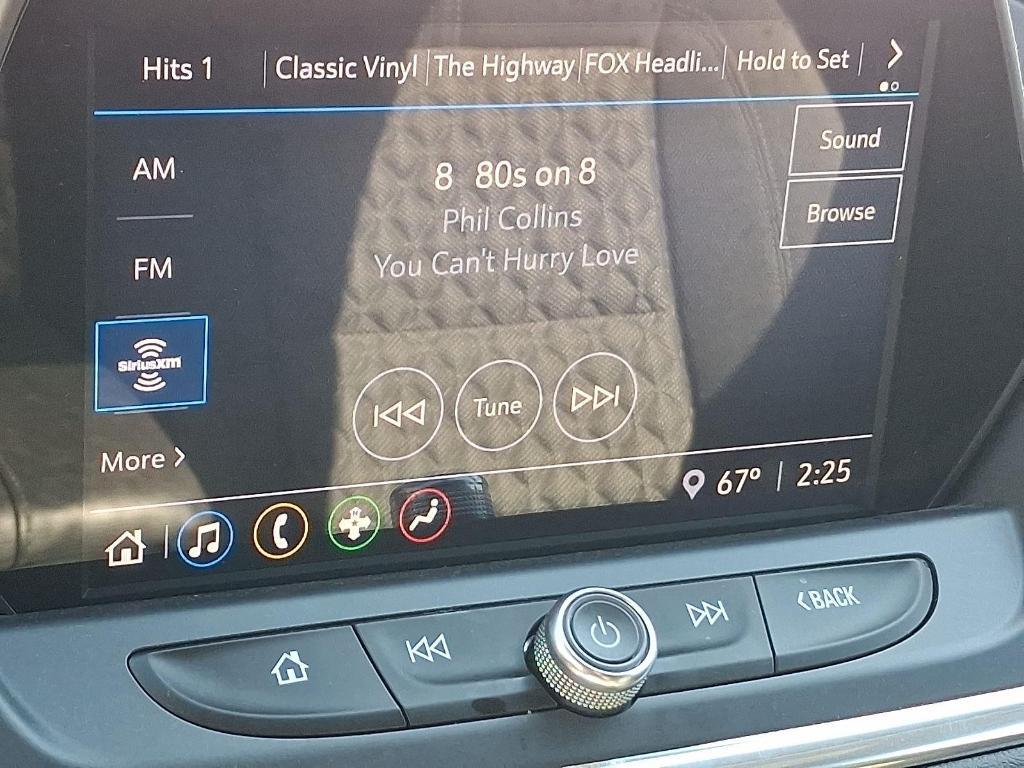 Hits 1 Classic Vinyl The Highway FOX Headli... Hold to Set
Sound
AM
8 80s on 8
Browse
Phil Collins
You Can't Hurry Love
FM
SiriusXM
Tune
More
67° 2:25
BACK